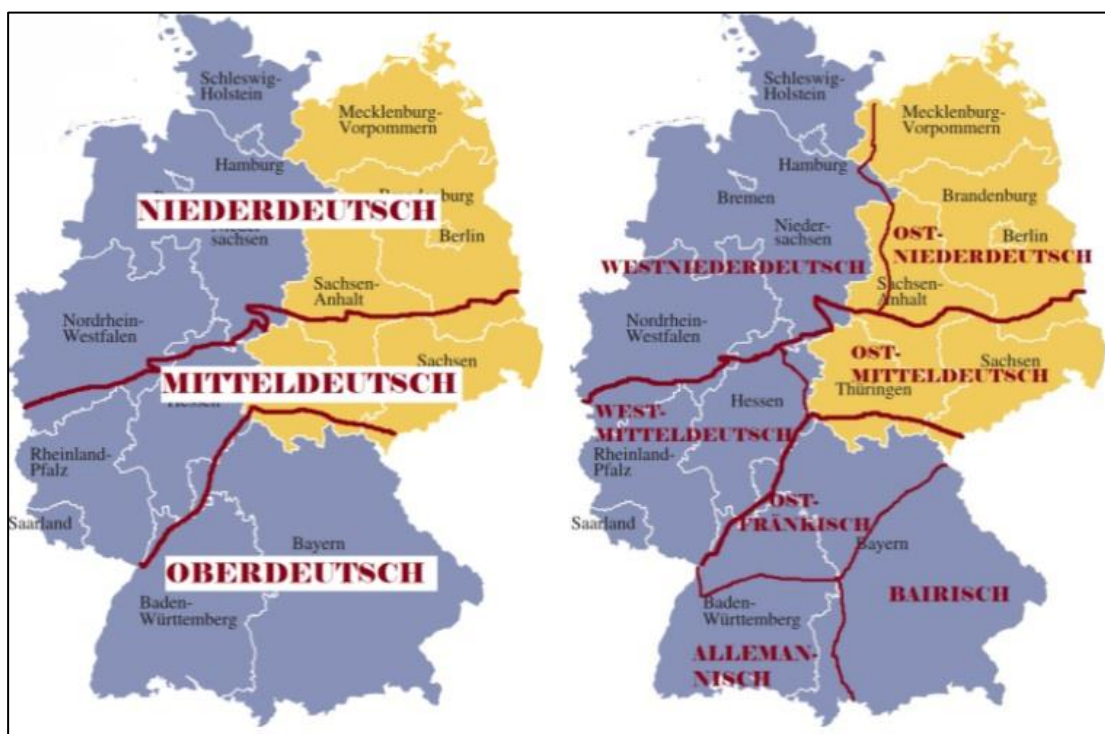 Schleswig-
Holstein
Mecklenburg-
Vorpommern
Hamburg
NIEDERDEUTSCH
sachsen
Berlin
Sachsen-
Anhalt
Nordrhein-
Westfalen
Sachsen
MITTELDEUTSCH
Hessen
Rheinland-
Pfalz
Saarland
Bayern
OBERDEUTSCH
Baden-
Württemberg
Schleswig-
Holstein
Mecklenburg-
Vorpommern
Hamburg
Bremen
Brandenburg
Nieder-
sachsen
OST-
NIEDERDEUTSCH
Berlin
WESTNIEDERDEUTSCH
Sachsen-
Anhalt
Nordrhein-
Westfalen
OST-
MITTELDEUTSCH
Sachsen
Thüringen
Hessen
WEST-
MITTELDEUTSCH
Rheinland-
Pfalz
Saarland
OST-
FRÄNKISCH
Bayern
BAIRISCH
Baden-
Württemberg
ALLEMAN-
NISCH